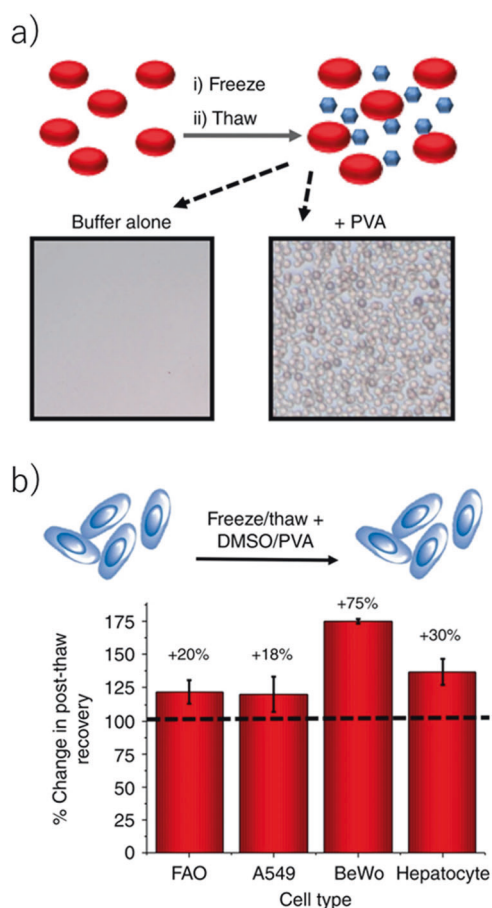 a)
i) Freeze
ii) Thaw
Buffer alone
+ PVA
b)
Freeze/thaw +
DMSO/PVA
% Change in post-thaw
recovery
175
150
125
100
75
50
25
0
+20%
+18%
+75%
+30%
FAO
A549
BeWo
Hepatocyte
Cell type